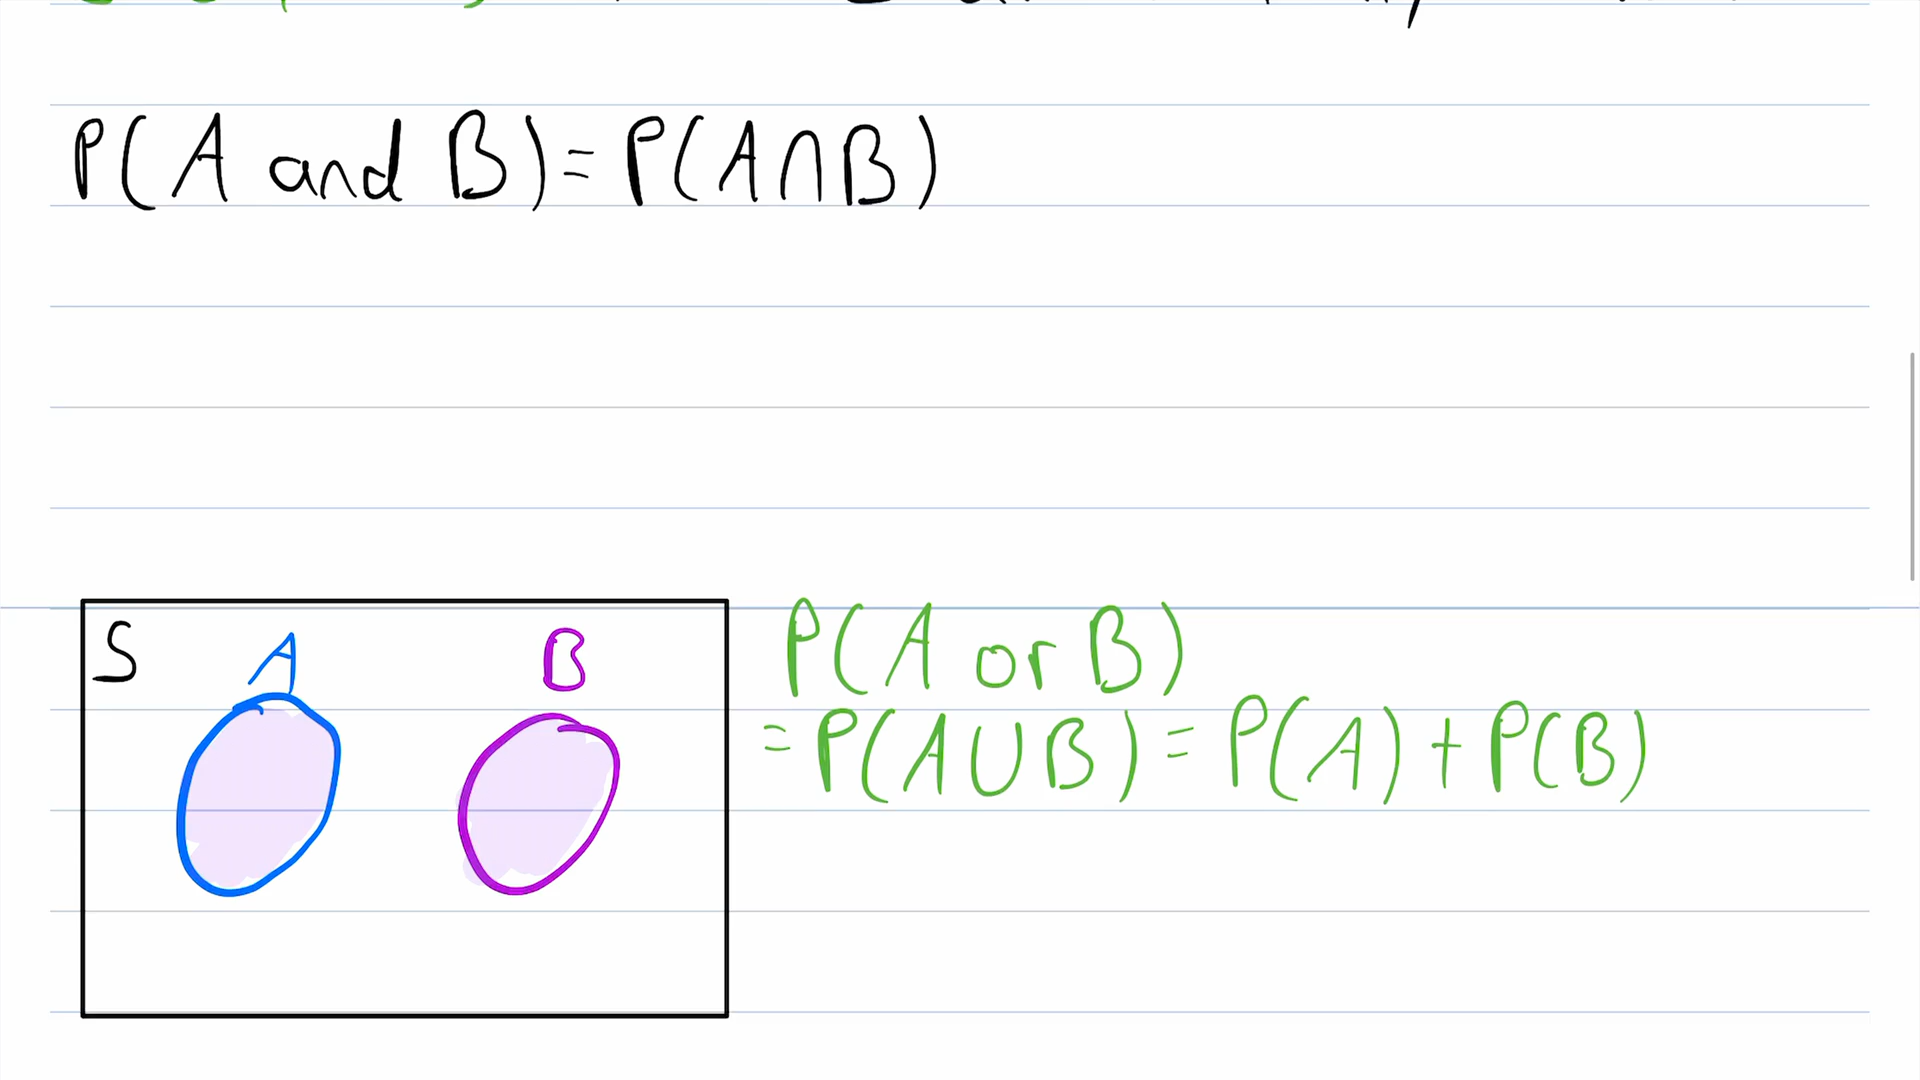 P(A and B) = P(A∩B)
S
A
B
P(A or B)
= P(A∪B) = P(A) + P(B)